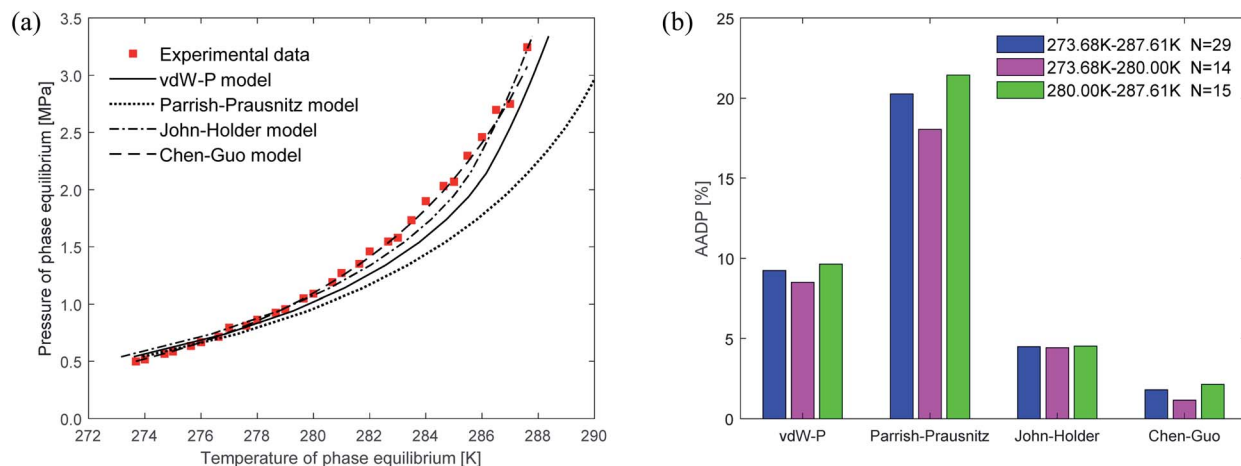 (a)
3.5
3.0
2.5
2.0
1.5
1.0
0.5
0.0
Pressure of phase equilibrium [MPa]
Experimental data
vdW-P model
Parrish-Prausnitz model
John-Holder model
Chen-Guo model
272 274 276 278 280 282 284 286 288 290
Temperature of phase equilibrium [K]
(b)
25
20
15
10
5
0
AADP [%]
273.68K-287.61K N=29
273.68K-280.00K N=14
280.00K-287.61K N=15
vdW-P Parrish-Prausnitz John-Holder Chen-Guo